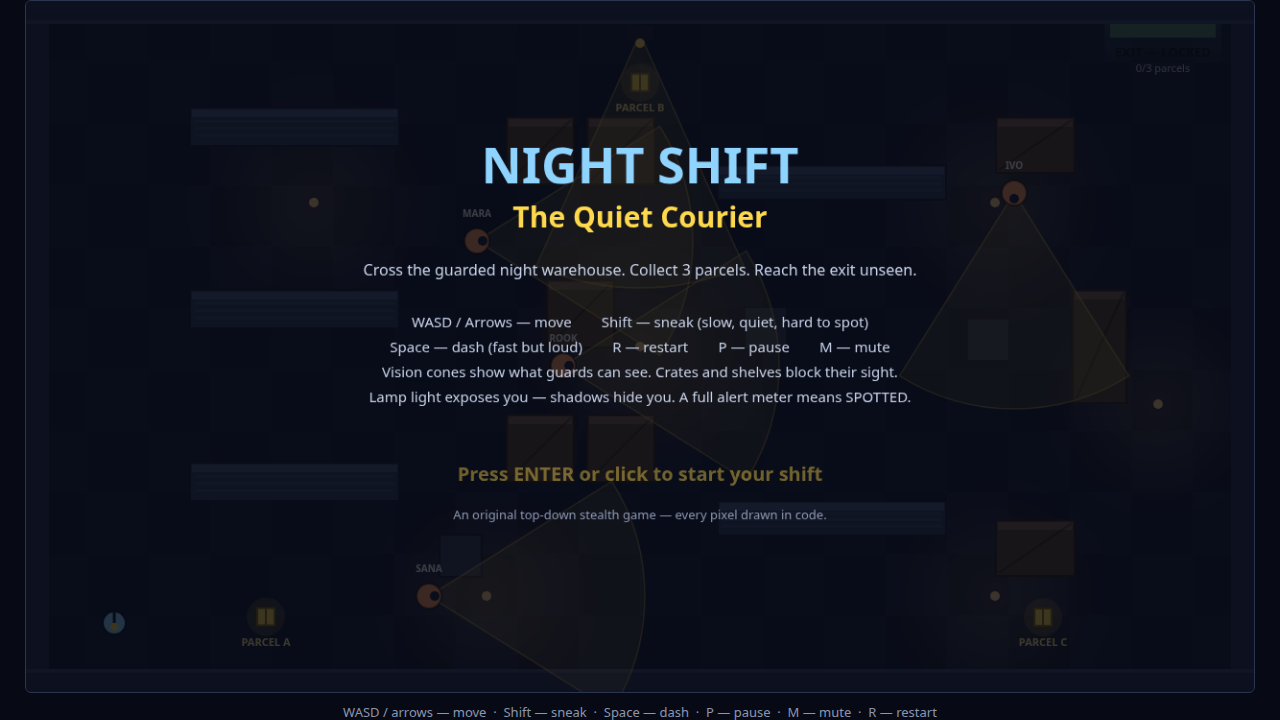 EXIT — LOCKED
0/3 parcels
PARCEL B
IVO
NIGHT SHIFT
MARA
The Quiet Courier
Cross the guarded night warehouse. Collect 3 parcels. Reach the exit unseen.
WASD / Arrows — move Shift — sneak (slow, quiet, hard to spot)
ROOK
Space — dash (fast but loud) R — restart P — pause M — mute
Vision cones show what guards can see. Crates and shelves block their sight.
Lamp light exposes you — shadows hide you. A full alert meter means SPOTTED.
Press ENTER or click to start your shift
An original top-down stealth game — every pixel drawn in code.
SANA
PARCEL A
PARCEL C
WASD / arrows — move · Shift — sneak · Space — dash · P — pause · M — mute · R — restart